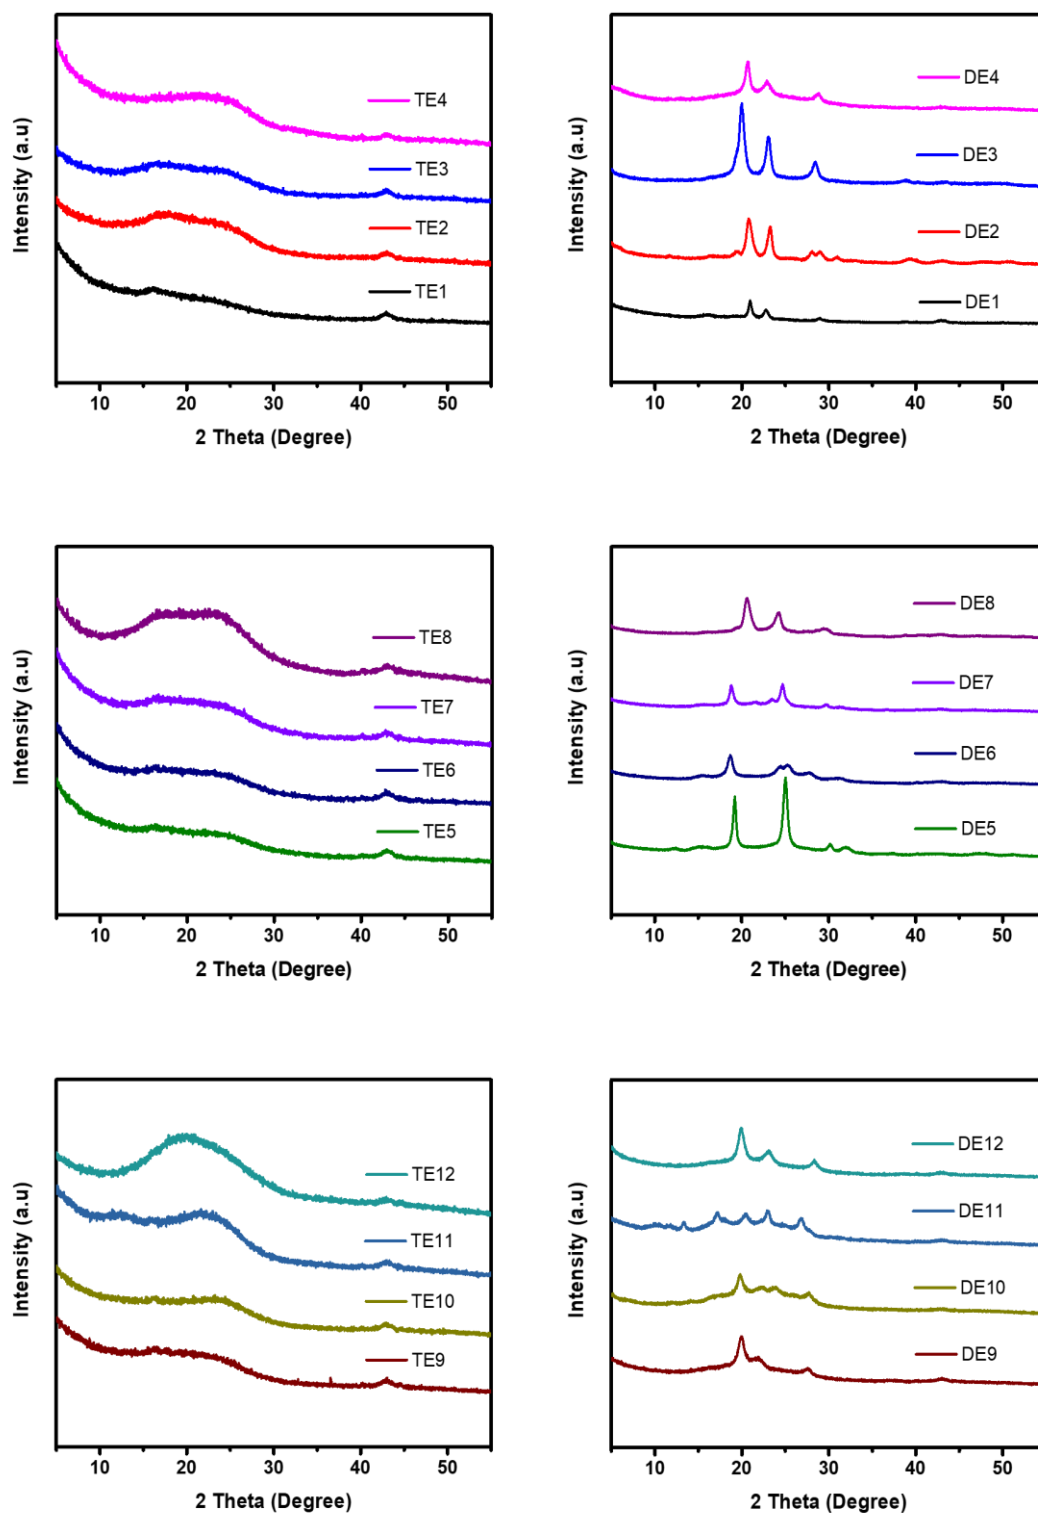 Intensity (a.u)
TE4
TE3
TE2
TE1
10 20 30 40 50
2 Theta (Degree)
Intensity (a.u)
DE4
DE3
DE2
DE1
10 20 30 40 50
2 Theta (Degree)
Intensity (a.u)
TE8
TE7
TE6
TE5
10 20 30 40 50
2 Theta (Degree)
Intensity (a.u)
DE8
DE7
DE6
DE5
10 20 30 40 50
2 Theta (Degree)
Intensity (a.u)
TE12
TE11
TE10
TE9
10 20 30 40 50
2 Theta (Degree)
Intensity (a.u)
DE12
DE11
DE10
DE9
10 20 30 40 50
2 Theta (Degree)